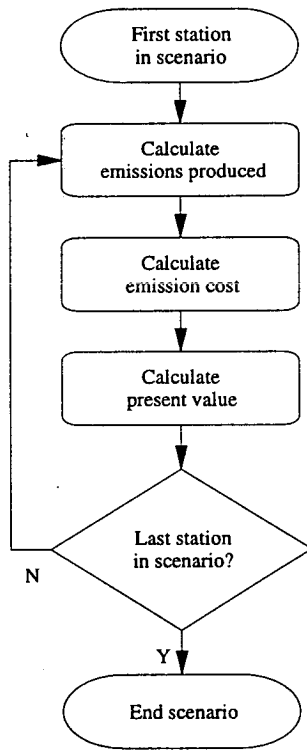 First station
in scenario
Calculate
emissions produced
Calculate
emission cost
Calculate
present value
Last station
in scenario?
N
Y
End scenario